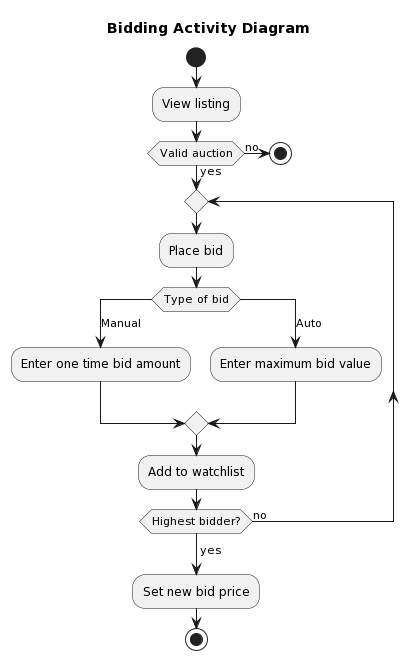 Bidding Activity Diagram
View listing
Valid auction
no
yes
Place bid
Type of bid
Manual
Auto
Enter one time bid amount
Enter maximum bid value
Add to watchlist
Highest bidder?
no
yes
Set new bid price